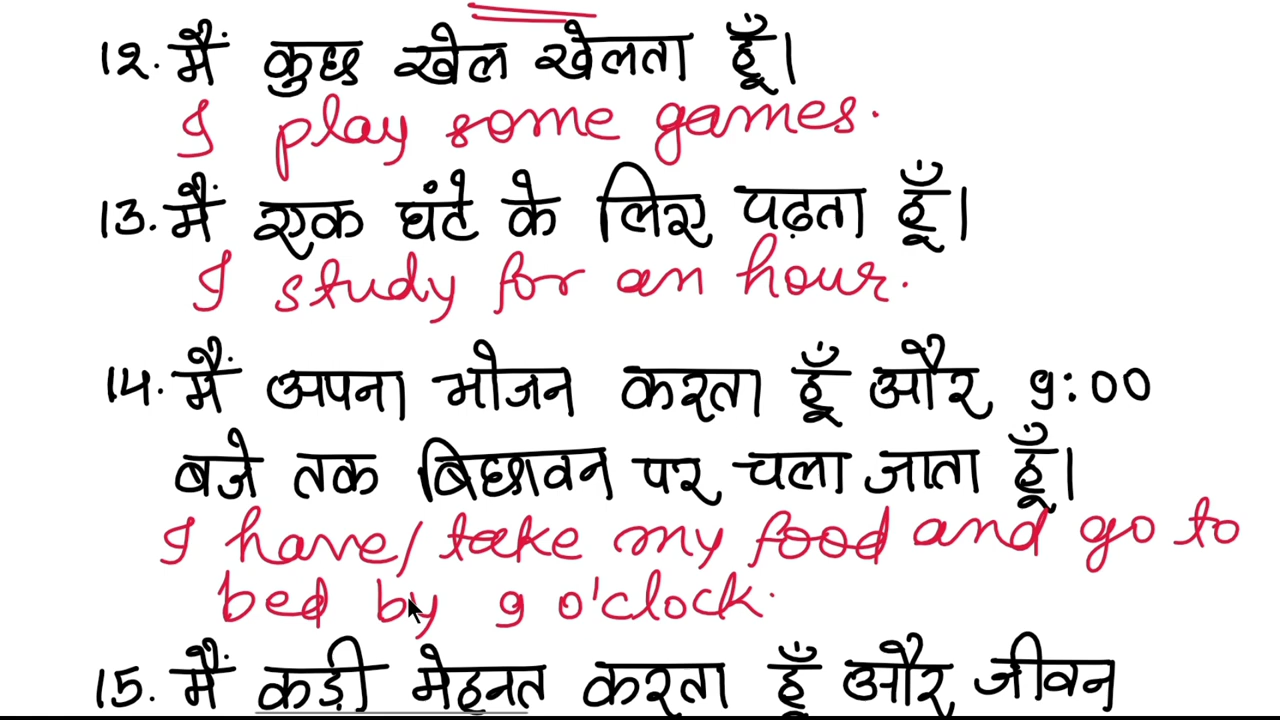 12. मैं कुछ खेल खेलता हूँ।
I play some games.
13. मैं एक घंटे के लिए पढ़ता हूँ।
I study for an hour.
14. मैं अपना भोजन करता हूँ और 9:00
बजे तक बिछावन पर चला जाता हूँ।
I have/take my food and go to
bed by 9 o'clock.
15. मैं कड़ी मेहनत करता हूँ और जीवन